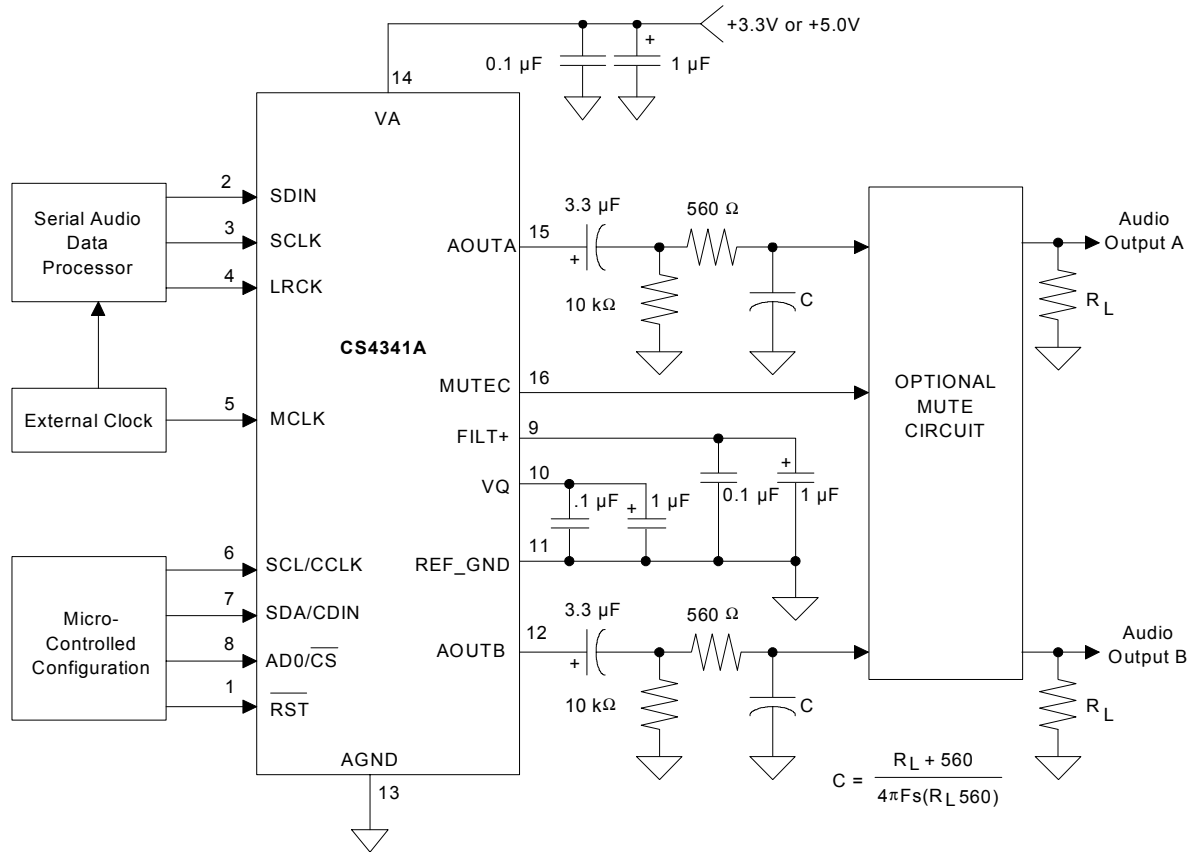 +3.3V or +5.0V
0.1 µF
+
1 µF
14
VA
Serial Audio
Data
Processor
2
SDIN
3
SCLK
4
LRCK
External Clock
5
MCLK
CS4341A
AOUTA
15
3.3 µF
+
560 Ω
10 kΩ
C
Audio
Output A
R L
MUTEC
16
OPTIONAL
MUTE
CIRCUIT
FILT+
9
0.1 µF
+
1 µF
VQ
10
.1 µF
+
1 µF
REF_GND
11
Micro-
Controlled
Configuration
6
SCL/CCLK
7
SDA/CDIN
8
AD0/CS
1
RST
AOUTB
12
3.3 µF
+
560 Ω
10 kΩ
C
Audio
Output B
R L
AGND
13
C =
R L + 560
4πFs(R L 560)